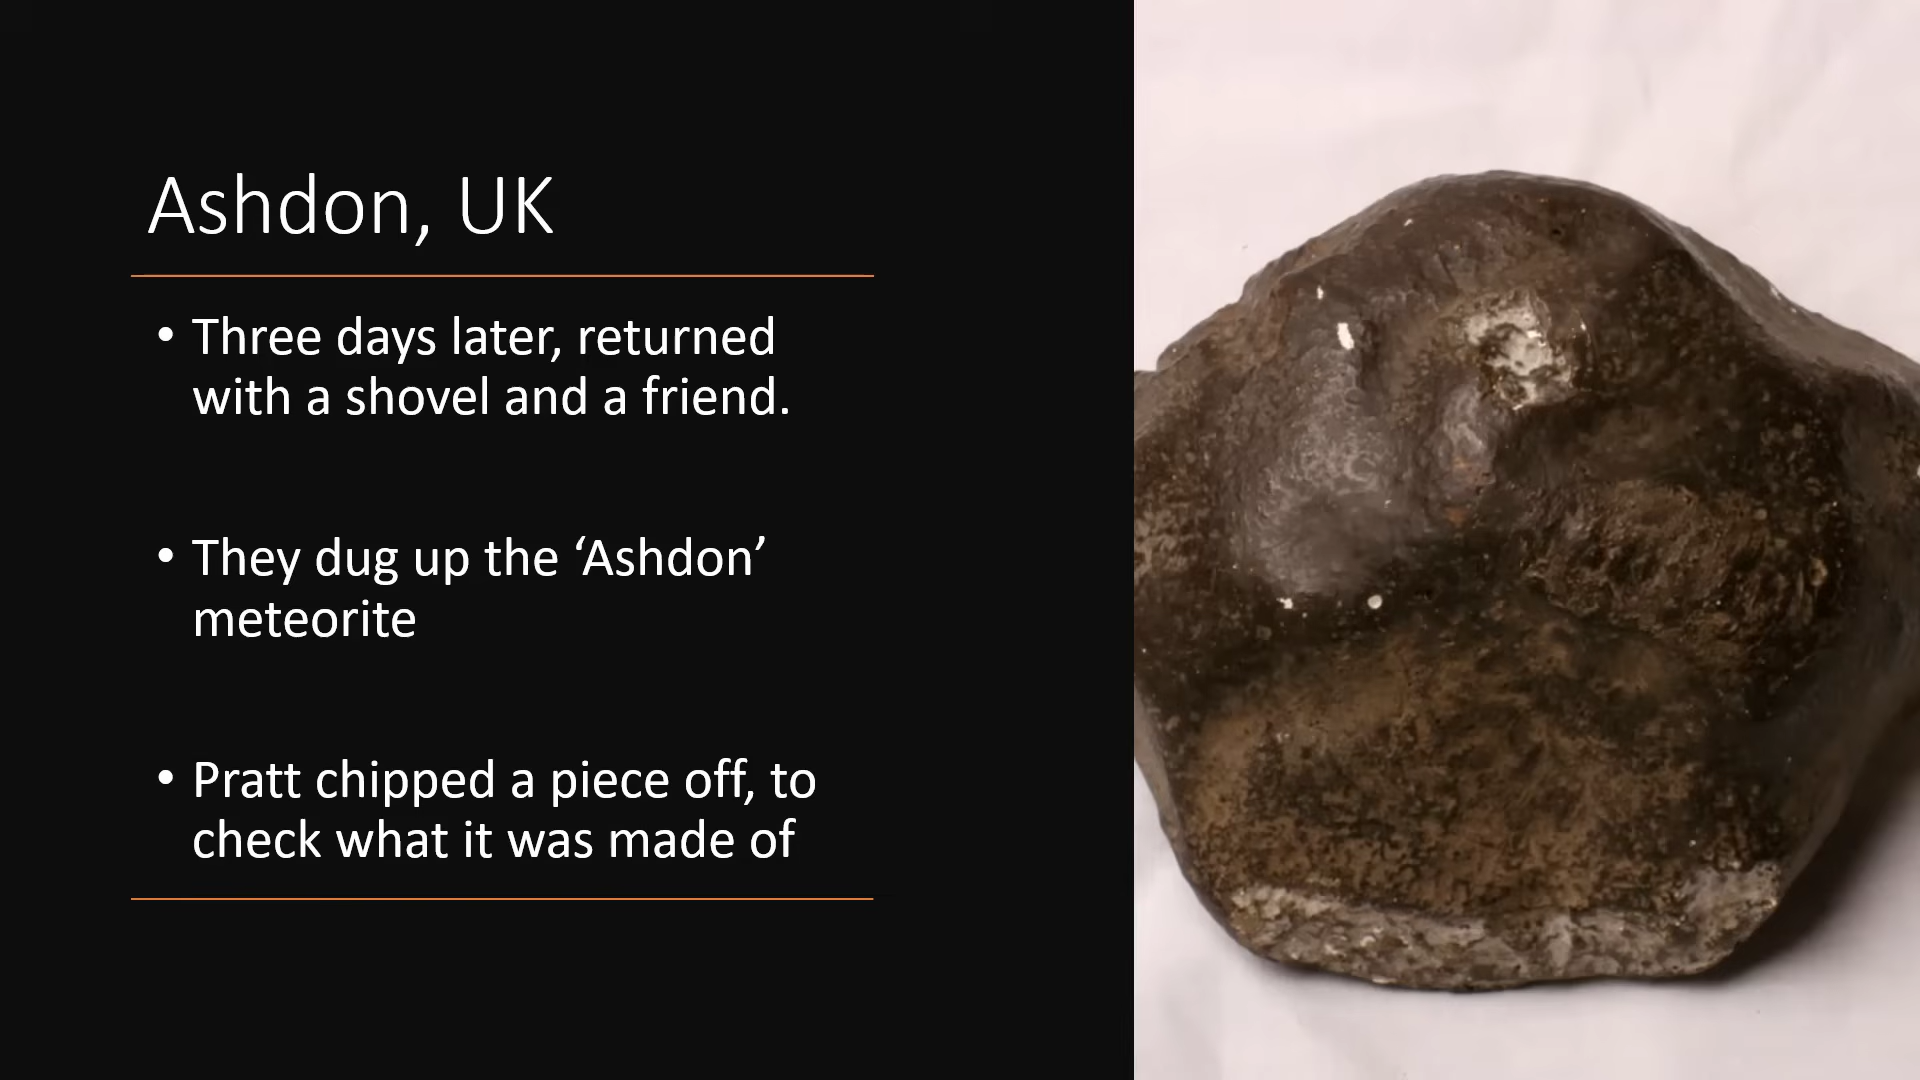 Ashdon, UK
• Three days later, returned
with a shovel and a friend.
• They dug up the ‘Ashdon’
meteorite
• Pratt chipped a piece off, to
check what it was made of